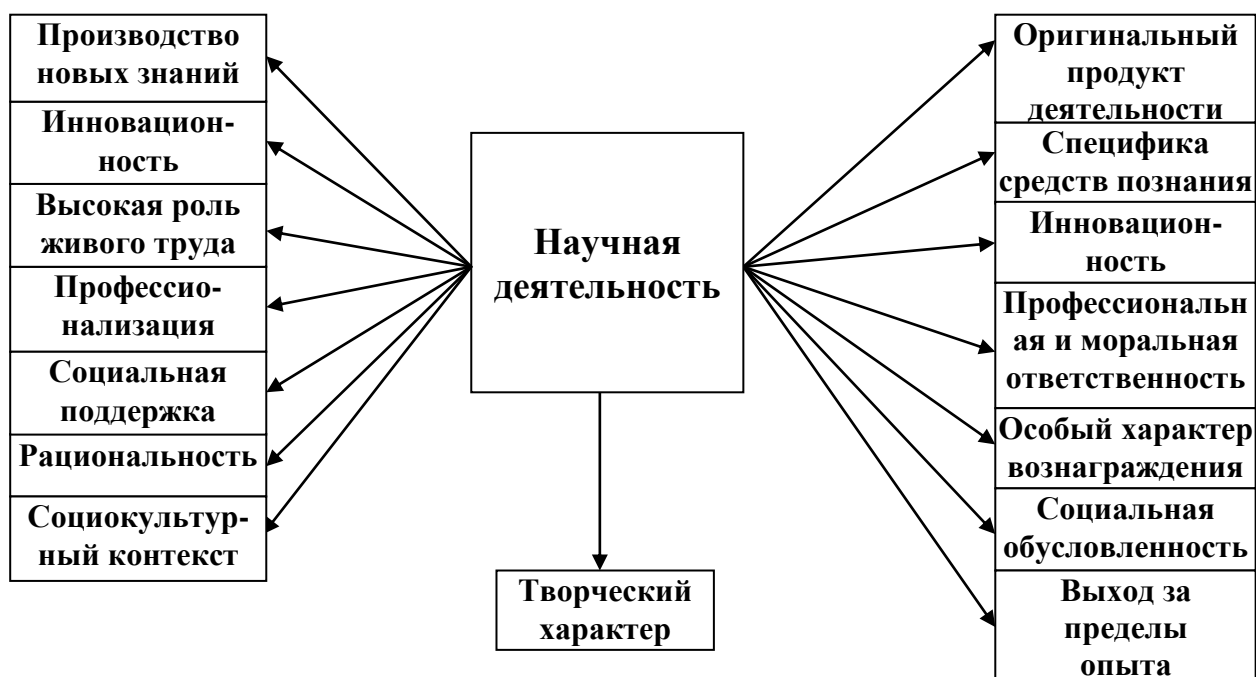 Производство
новых знаний
Инновацион-
ность
Высокая роль
живого труда
Профессио-
нализация
Социальная
поддержка
Рациональность
Социокультур-
ный контекст
Научная
деятельность
Творческий
характер
Оригинальный
продукт
деятельности
Специфика
средств познания
Инновацион-
ность
Профессиональн
ая и моральная
ответственность
Особый характер
вознаграждения
Социальная
обусловленность
Выход за
пределы
опыта